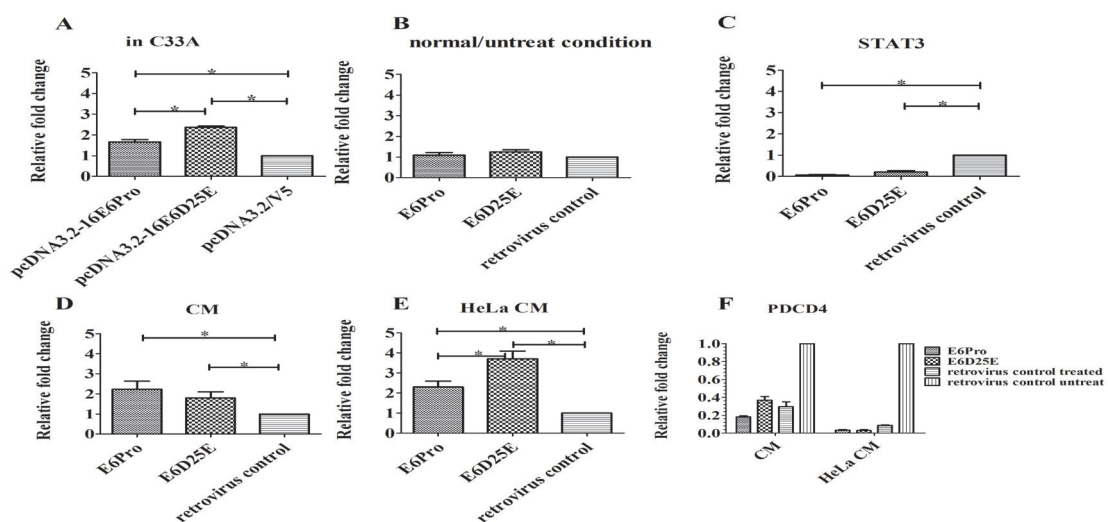 A
in C33A
Relative fold change
5
4
3
2
1
0
*
*
*
pcDNA3.2-16E6Pro
pcDNA3.2-16E6D25E
pcDNA3.2/V5
B
normal/untreat condition
Relative fold change
5
4
3
2
1
0
E6Pro
E6D25E
retrovirus control
C
STAT3
Relative fold change
5
4
3
2
1
0
*
*
E6Pro
E6D25E
retrovirus control
D
CM
Relative fold change
5
4
3
2
1
0
*
*
E6Pro
E6D25E
retrovirus control
E
HeLa CM
Relative fold change
5
4
3
2
1
0
*
*
*
E6Pro
E6D25E
retrovirus control
F
PDCD4
Relative fold change
1.0
0.8
0.6
0.4
0.2
0.0
CM
HeLa CM
E6Pro
E6D25E
retrovirus control treated
retrovirus control untreat